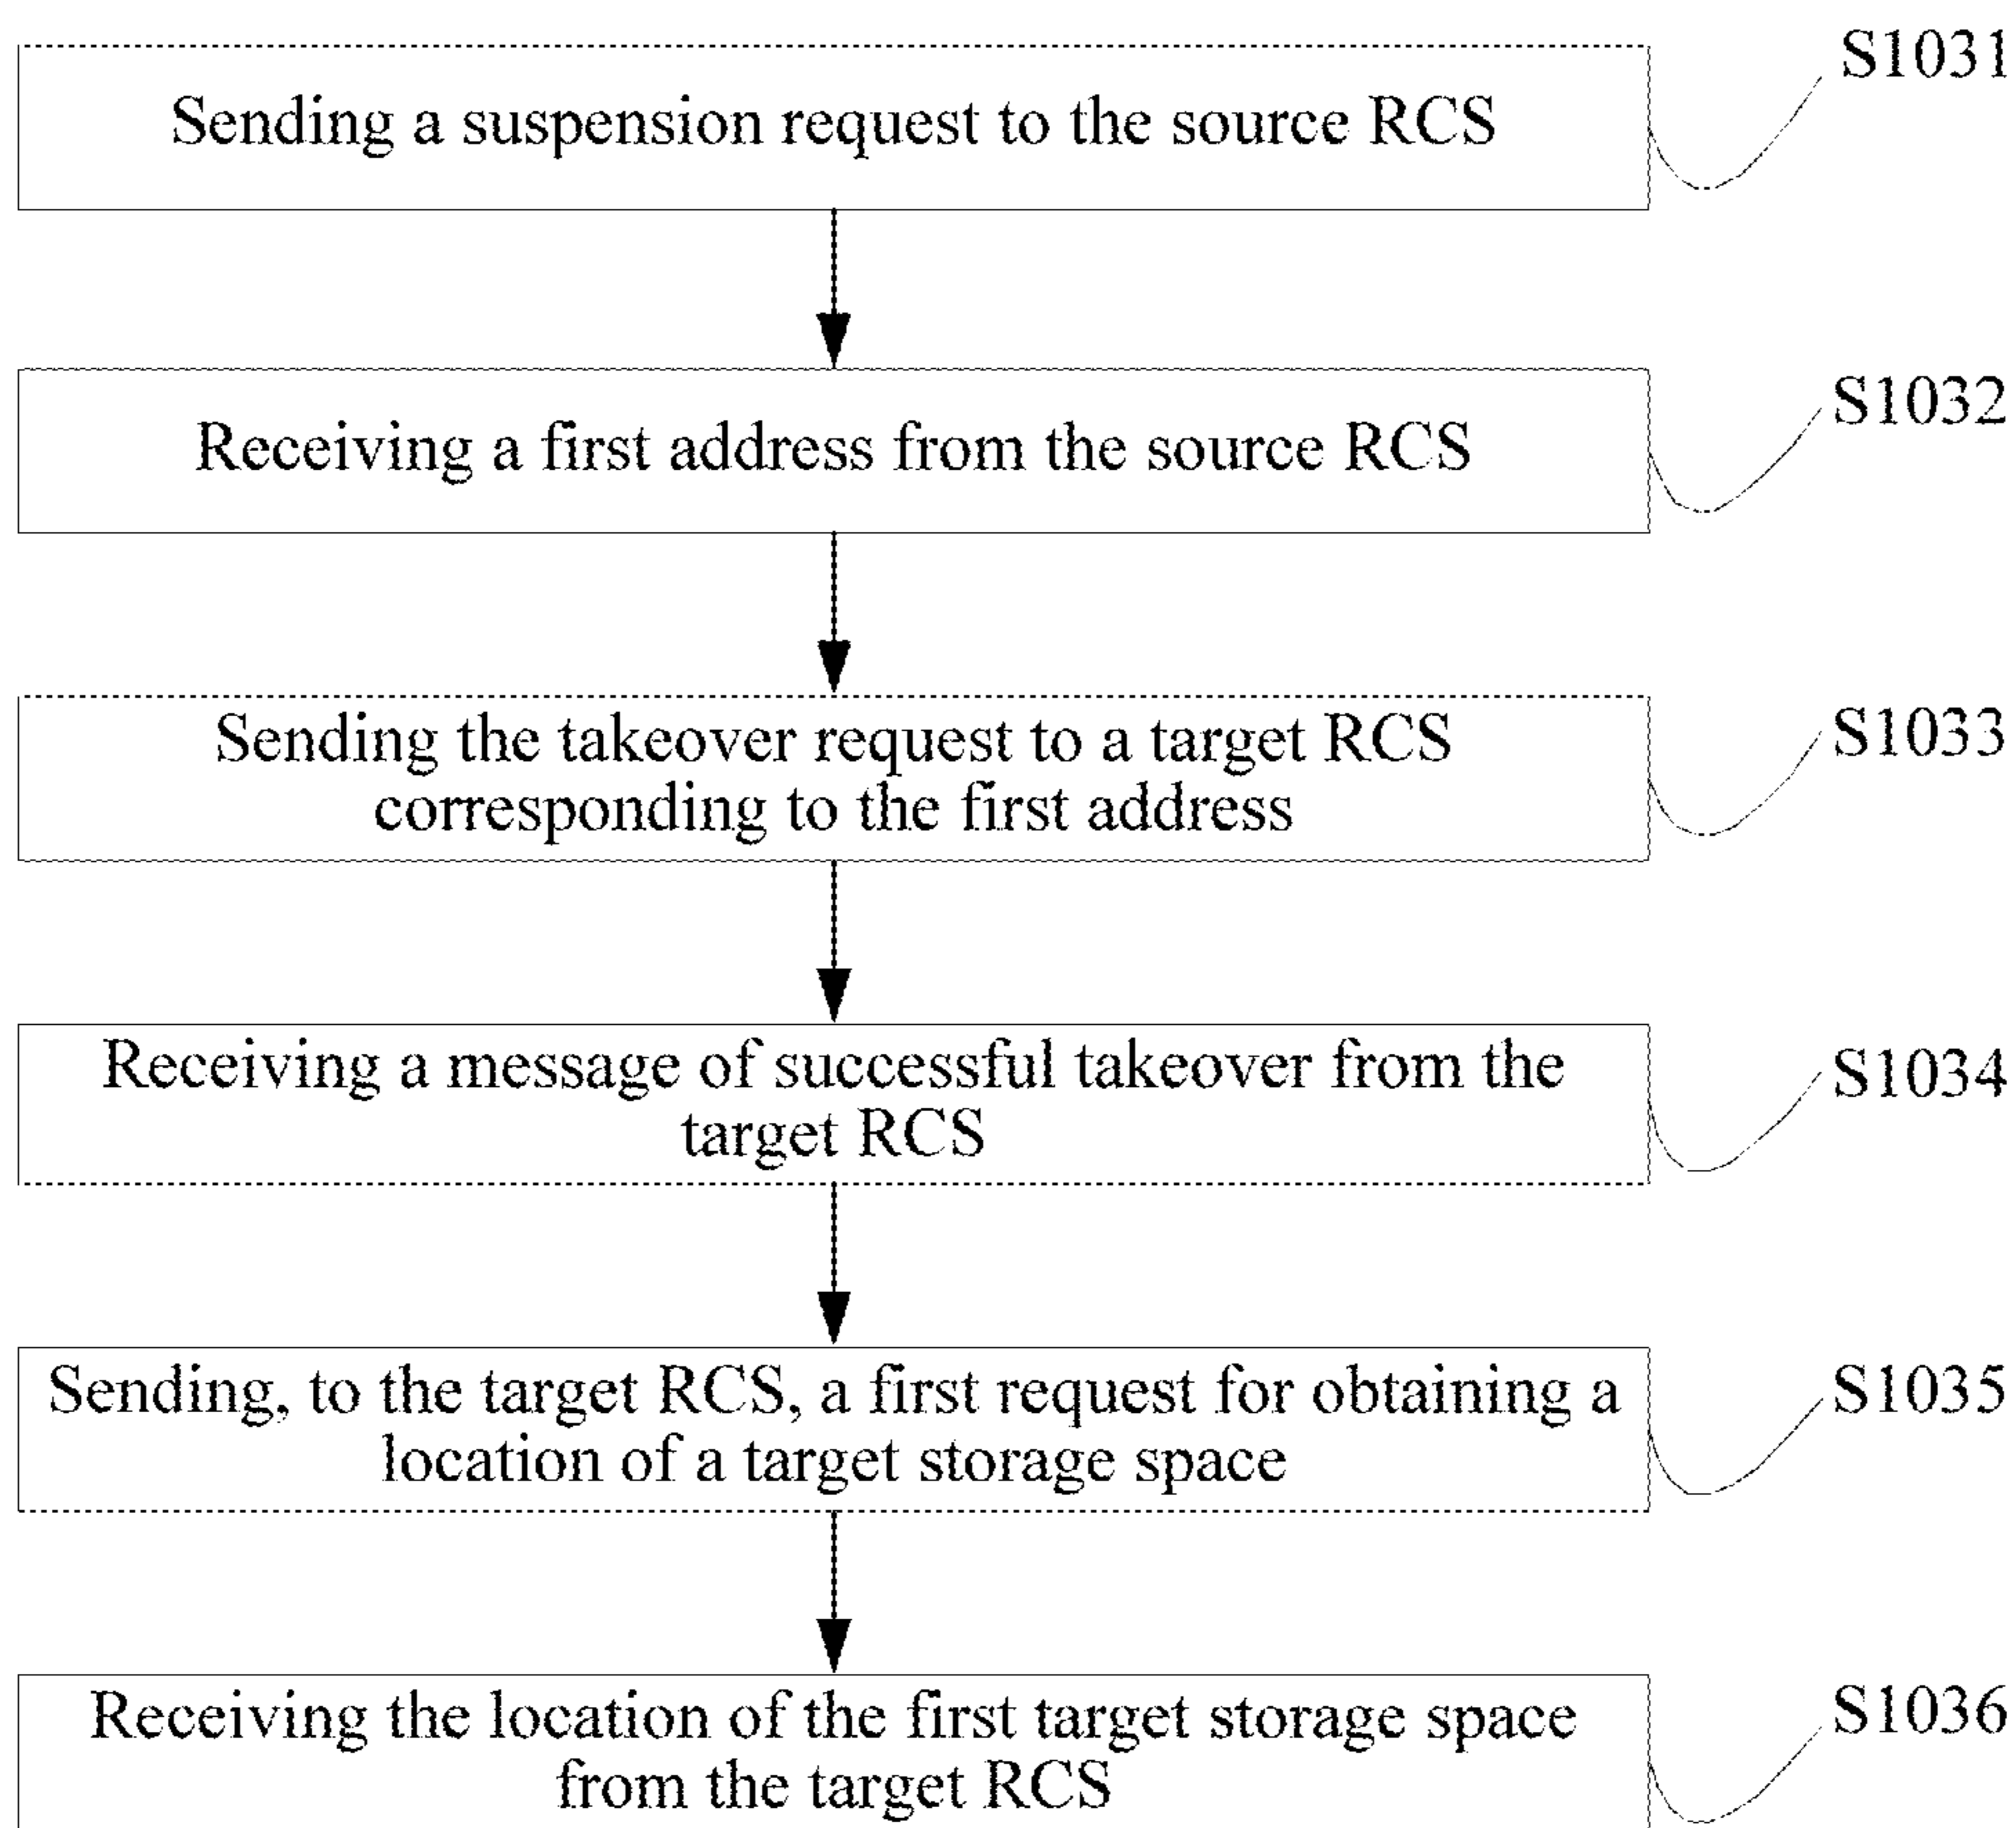 S1031
Sending a suspension request to the source RCS
S1032
Receiving a first address from the source RCS
S1033
Sending the takeover request to a target RCS
corresponding to the first address
S1034
Receiving a message of successful takeover from the
target RCS
S1035
Sending, to the target RCS, a first request for obtaining a
location of a target storage space
S1036
Receiving the location of the first target storage space
from the target RCS